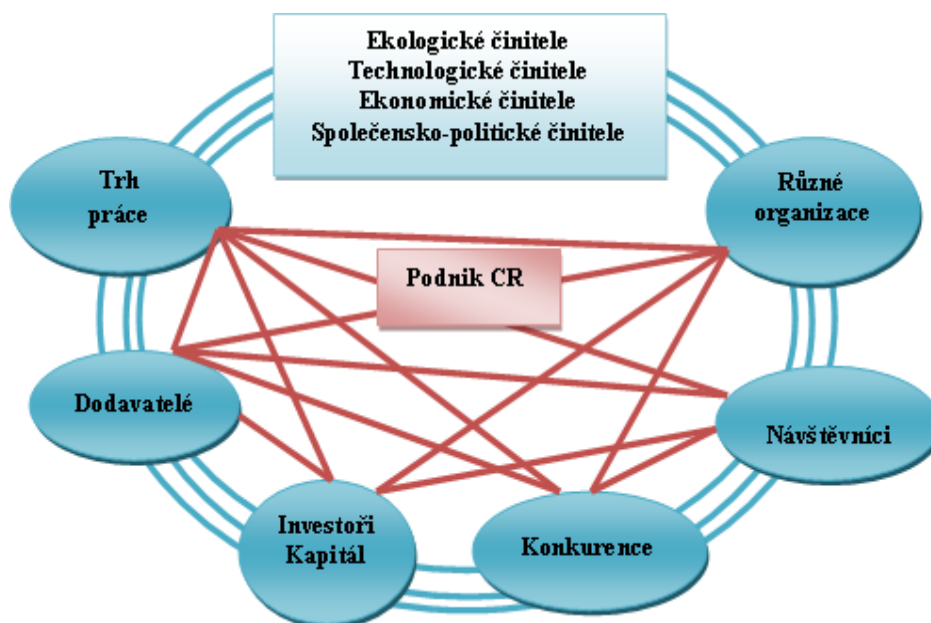 Ekologické činitele
Technologické činitele
Ekonomické činitele
Společensko-politické činitele
Trh
práce
Různé
organizace
Podnik CR
Dodavatelé
Návštěvníci
Investoři
Kapitál
Konkurence